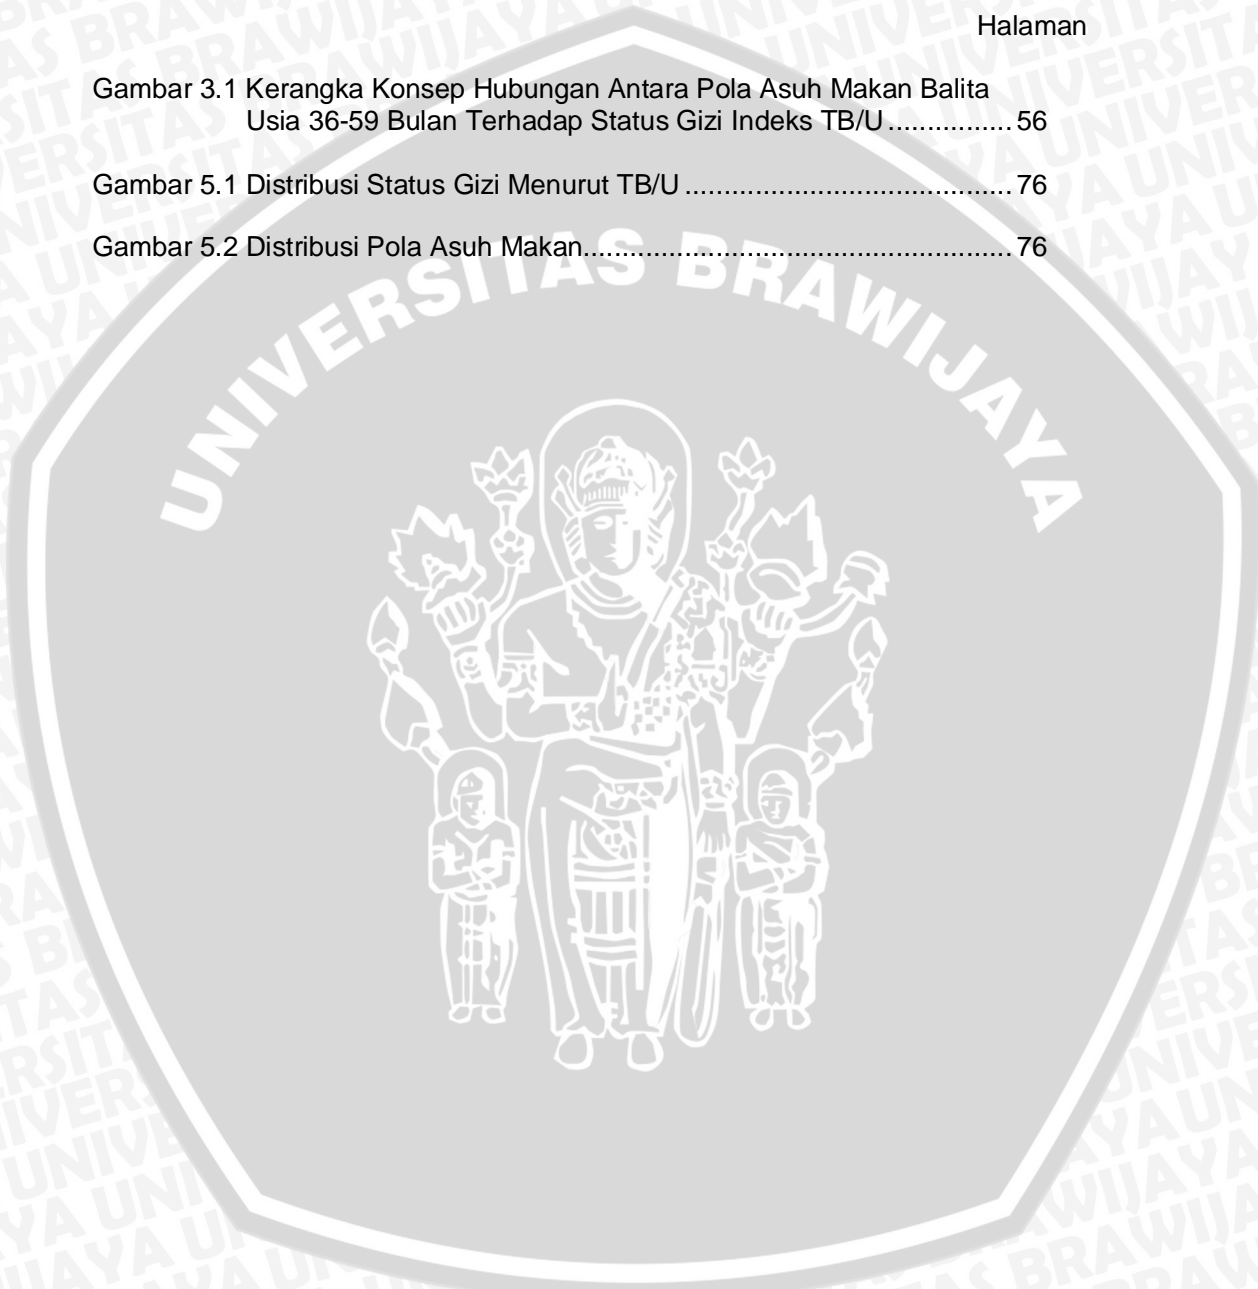 Halaman
Gambar 3.1 Kerangka Konsep Hubungan Antara Pola Asuh Makan Balita
Usia 36-59 Bulan Terhadap Status Gizi Indeks TB/U................ 56
Gambar 5.1 Distribusi Status Gizi Menurut TB/U.......................................... 76
Gambar 5.2 Distribusi Pola Asuh Makan....................................................... 76
UNIVERSITAS BRAWIJAYA